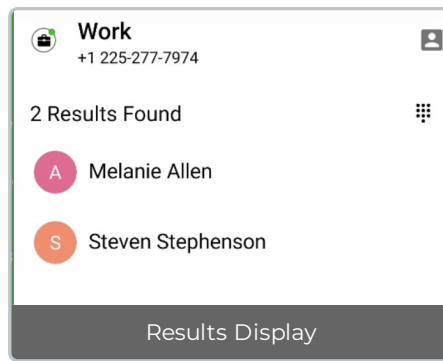 Work
+1 225-277-7974
2 Results Found
A Melanie Allen
S Steven Stephenson
Results Display